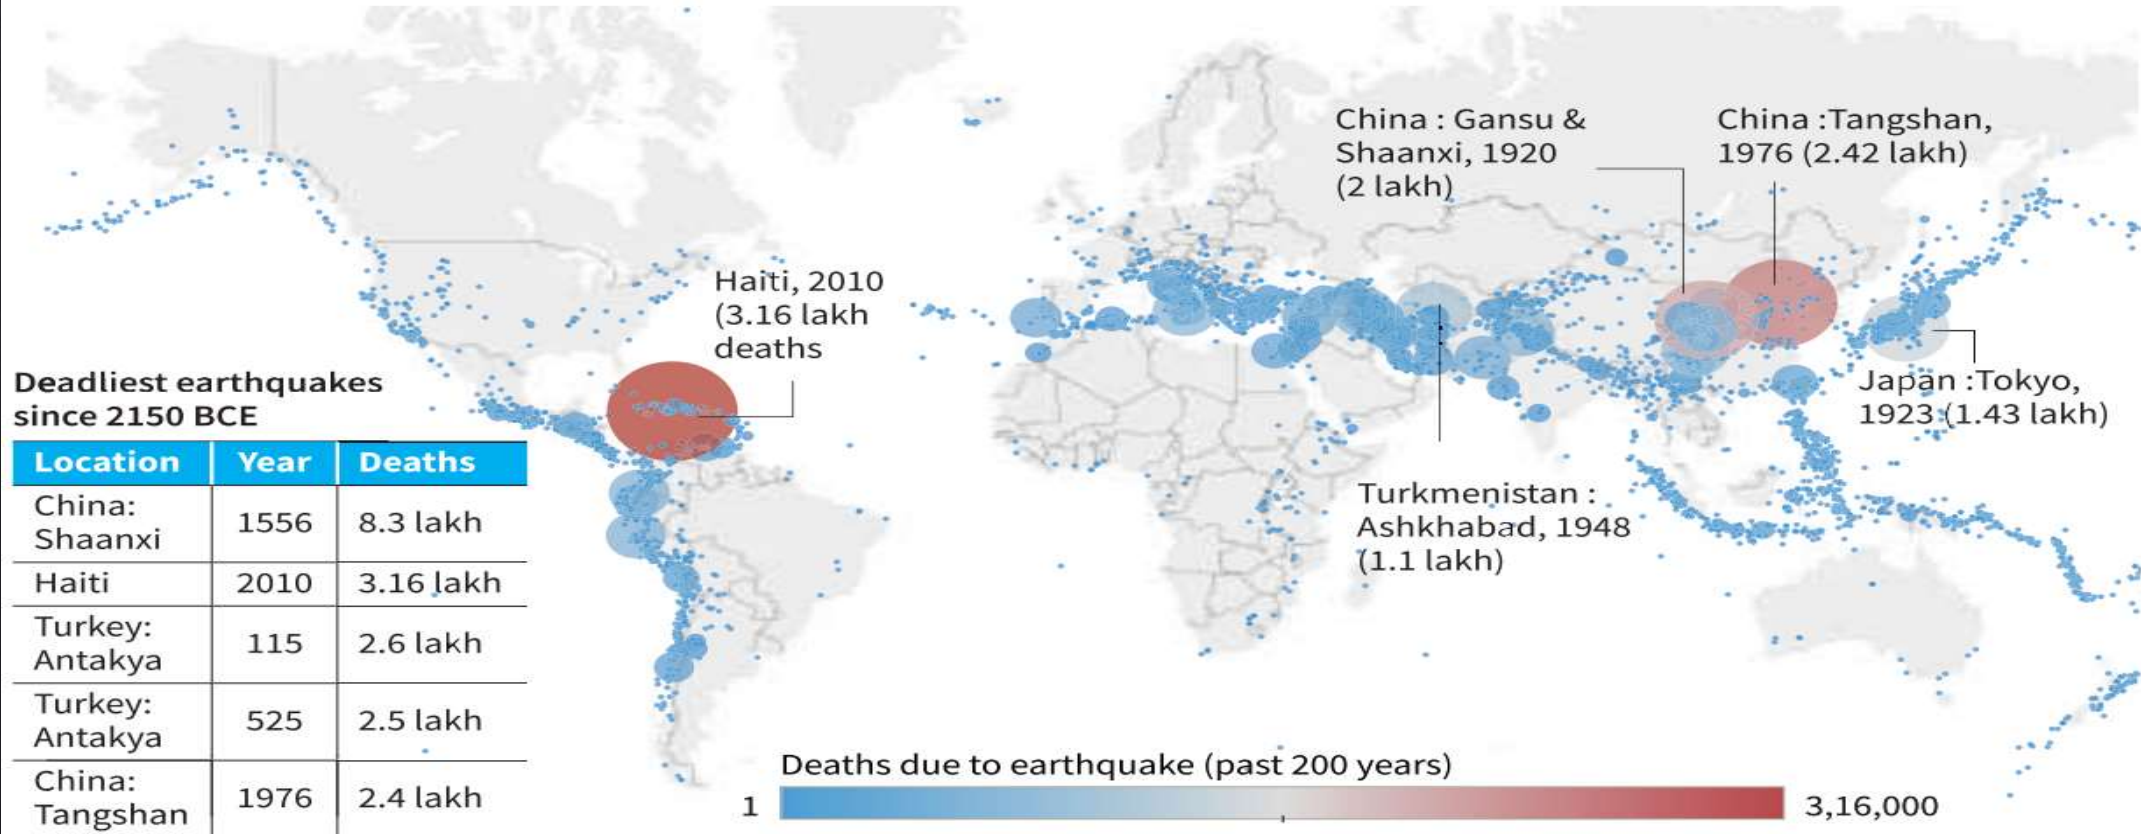 China : Gansu &
Shaanxi, 1920
(2 lakh)
China :Tangshan,
1976 (2.42 lakh)
Haiti, 2010
(3.16 lakh
deaths
Japan :Tokyo,
1923 (1.43 lakh)
Turkmenistan :
Ashkhabad, 1948
(1.1 lakh)
Deadliest earthquakes
since 2150 BCE
Location Year Deaths
China:
Shaanxi 1556 8.3 lakh
Haiti 2010 3.16 lakh
Turkey:
Antakya 115 2.6 lakh
Turkey:
Antakya 525 2.5 lakh
China:
Tangshan 1976 2.4 lakh
Deaths due to earthquake (past 200 years)
1 3,16,000